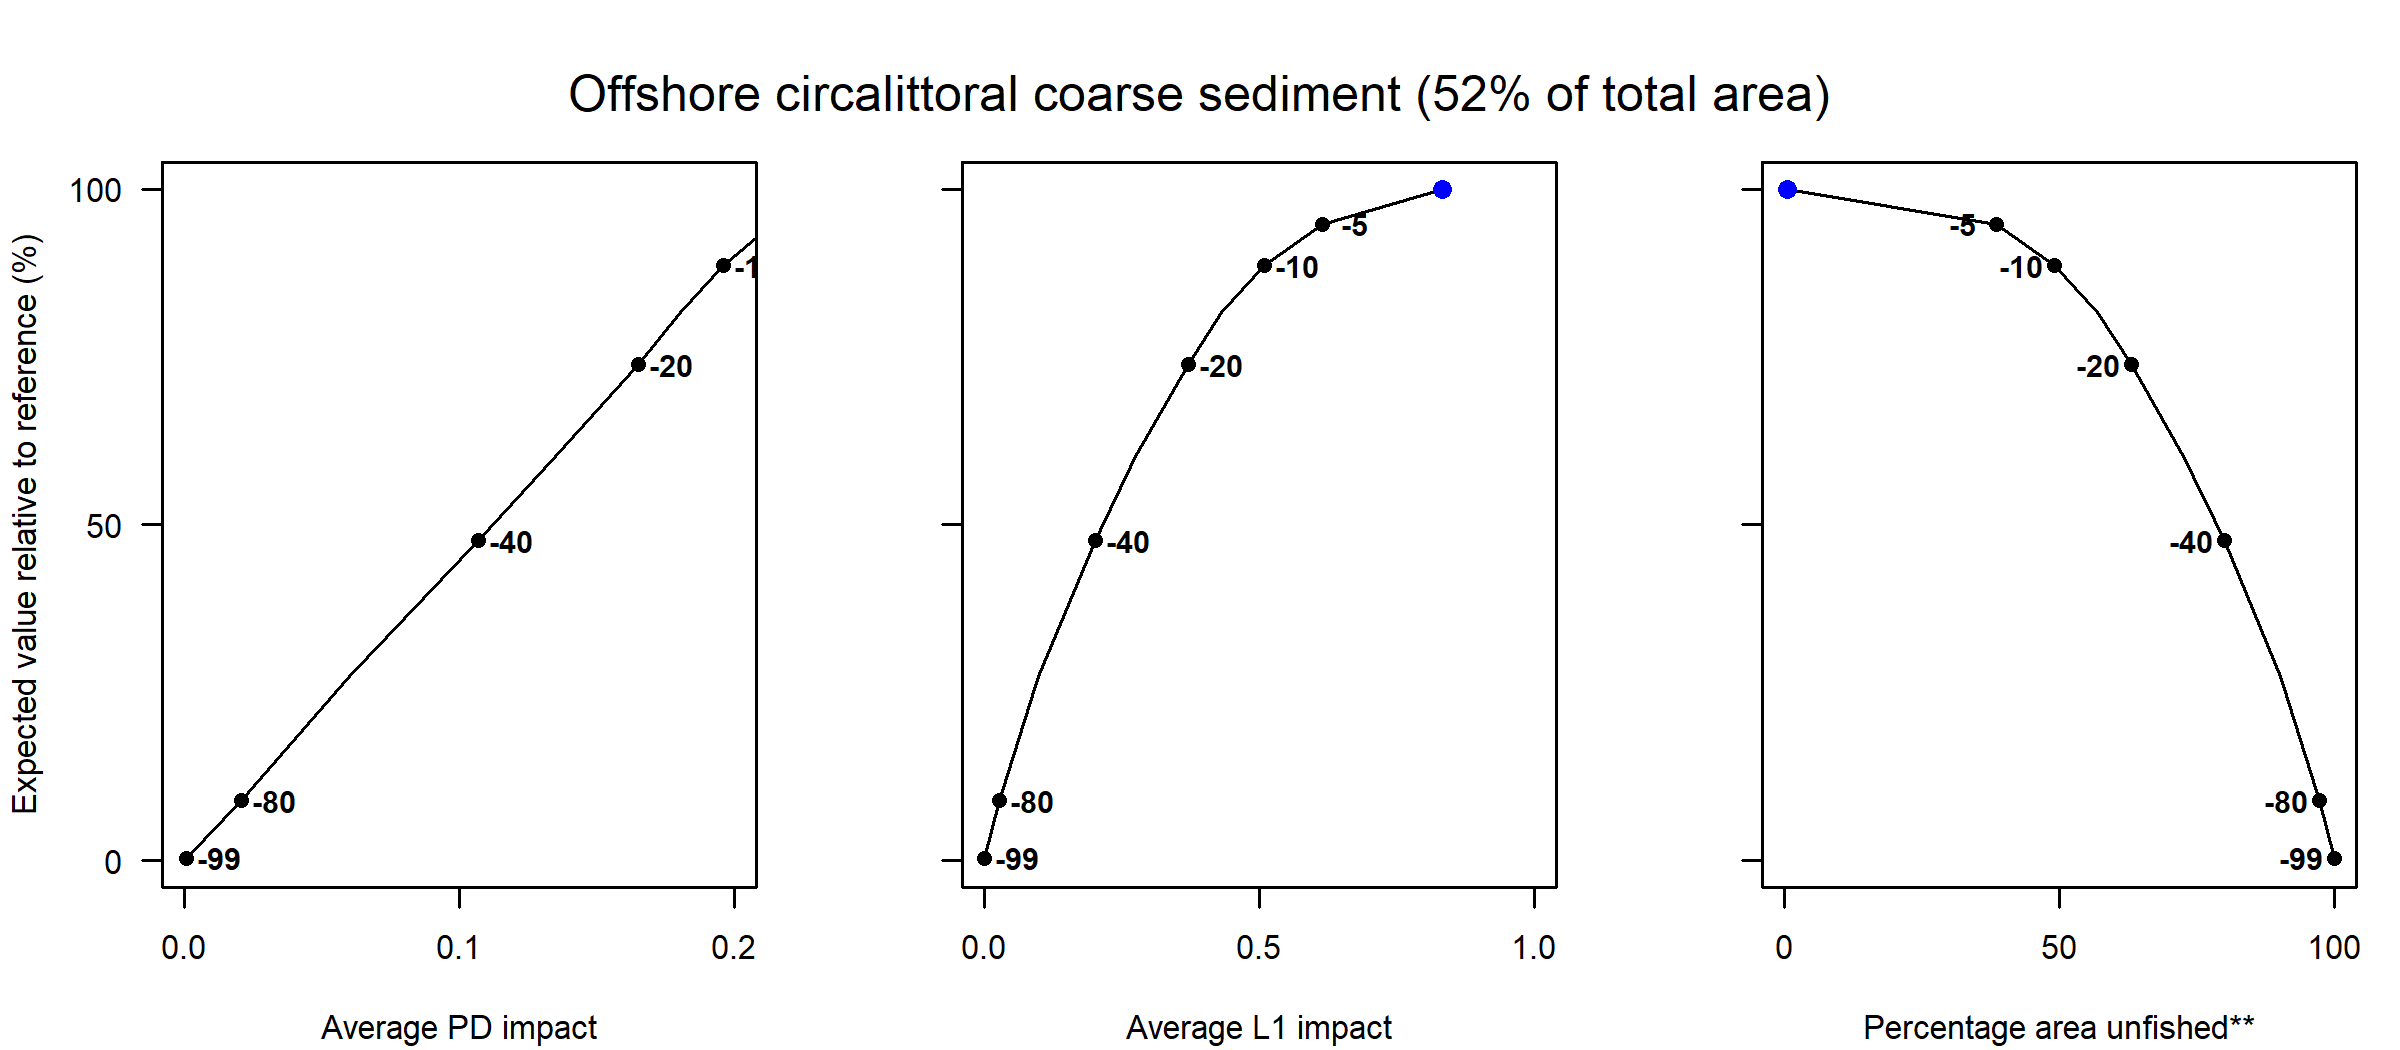 Offshore circalittoral coarse sediment (52% of total area)
Expected value relative to reference (%)
100
50
0
-1
-20
-40
-80
-99
0.0 0.1 0.2
Average PD impact
-5
-10
-20
-40
-80
-99
0.0 0.5 1.0
Average L1 impact
-5
-10
-20
-40
-80
-99
0 50 100
Percentage area unfished**